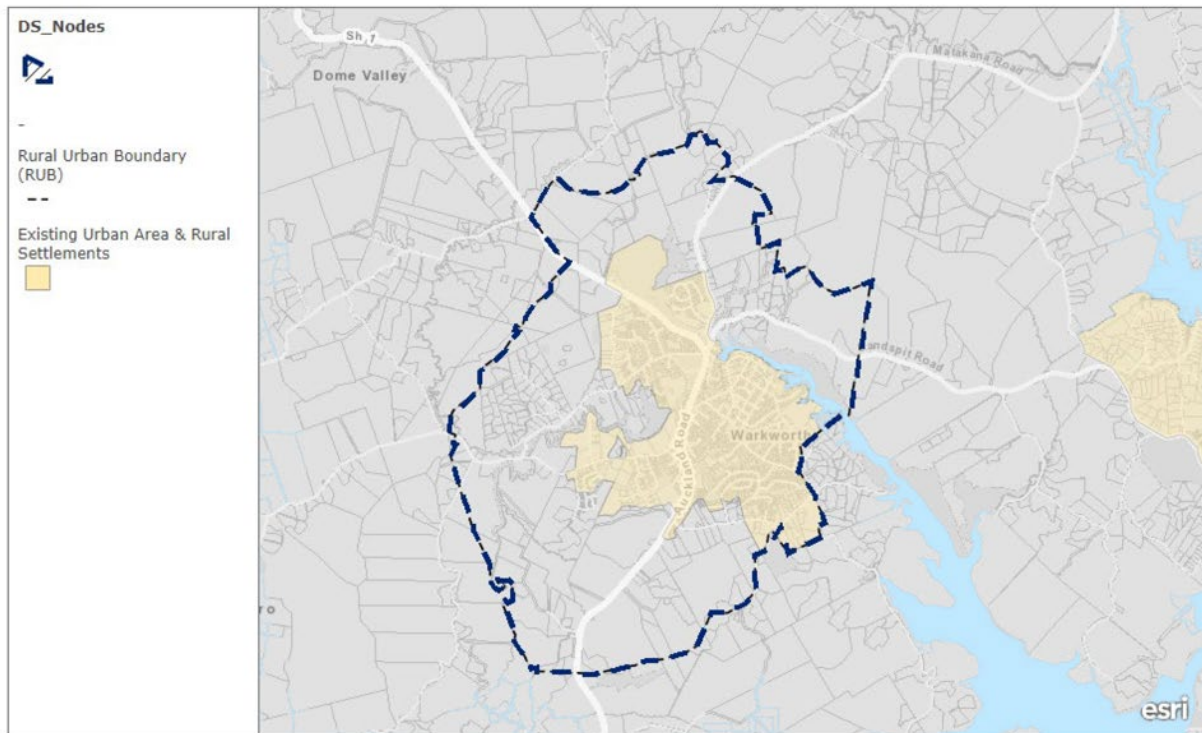 DS_Nodes
-
Rural Urban Boundary
(RUB)
Existing Urban Area & Rural
Settlements
Sh 1
Dome Valley
Matakana Road
Sandspit Road
Warkworth
Auckland Road
ro
esri